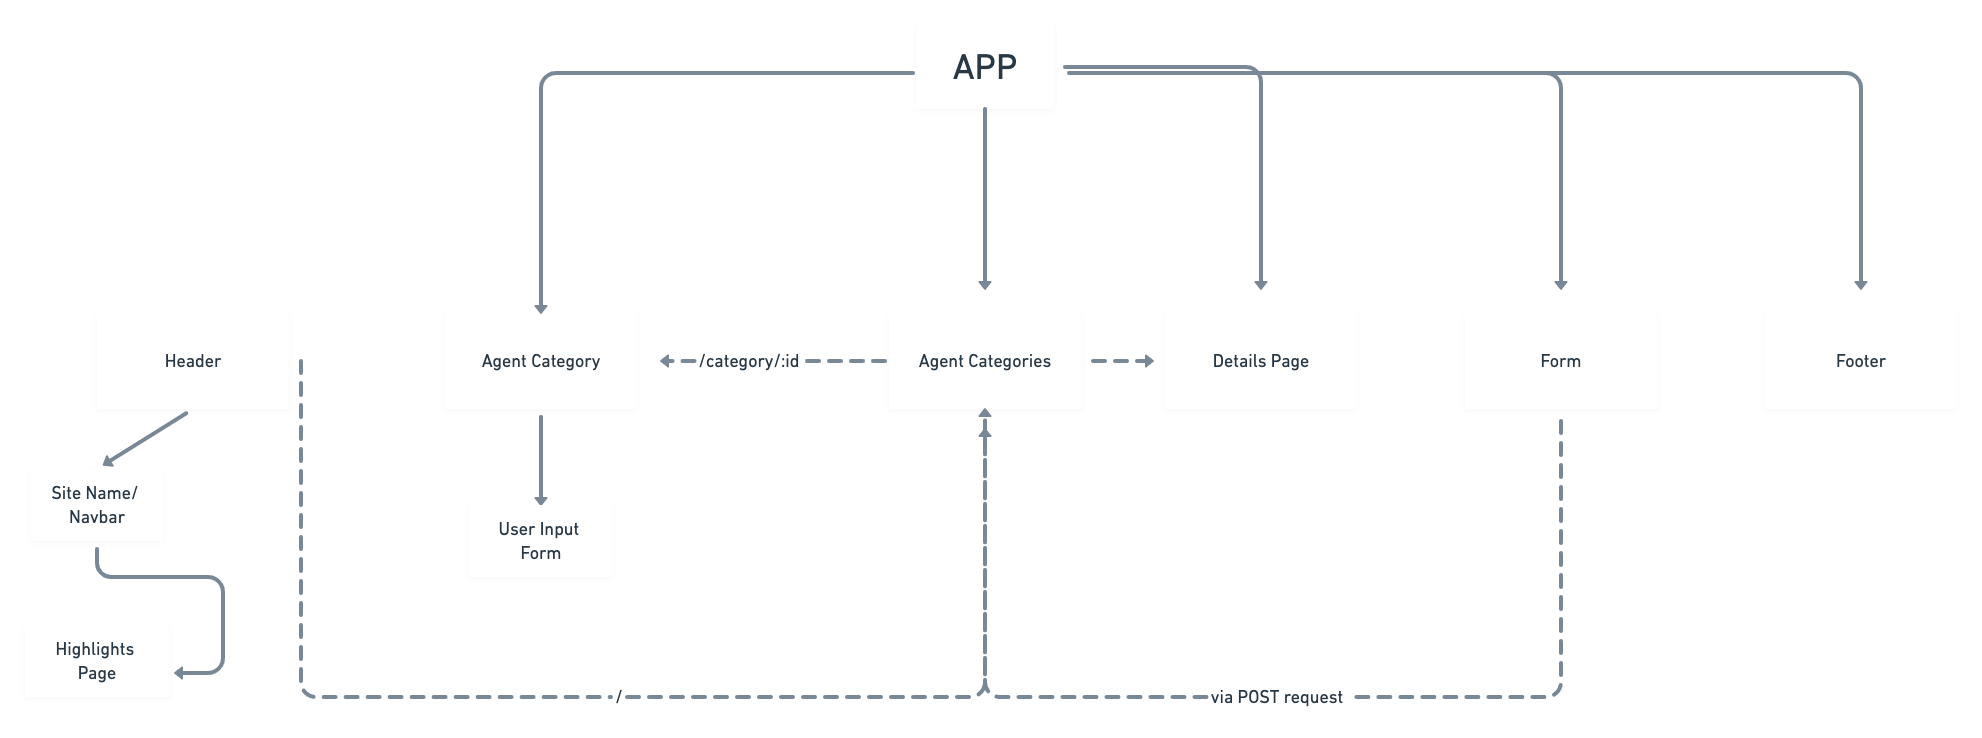 APP
Header
Agent Category
/category/:id
Agent Categories
Details Page
Form
Footer
Site Name/
Navbar
User Input
Form
Highlights
Page
/
via POST request